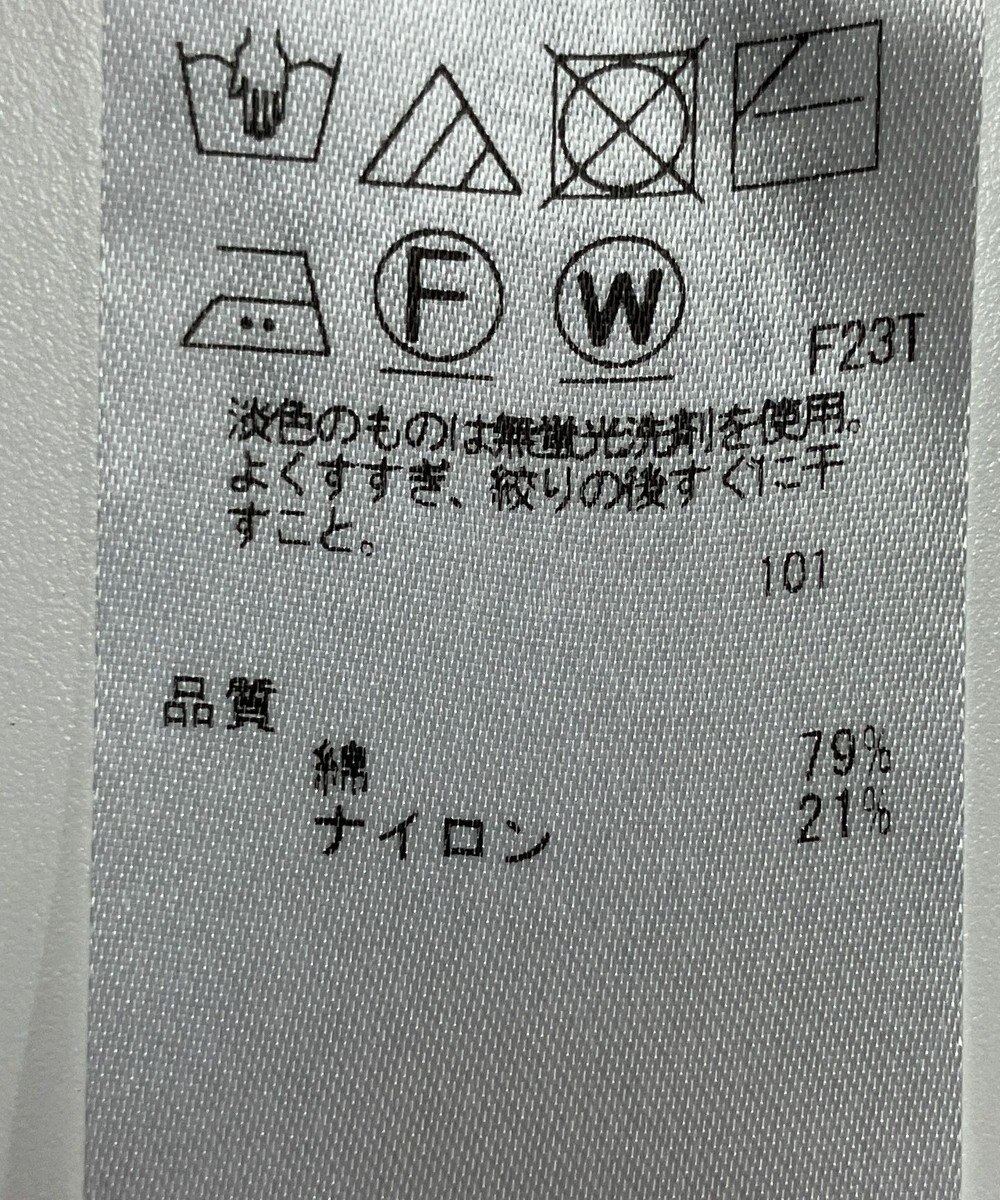 F W F23T
淡色のものは無蛍光洗剤を使用。
よくすすぎ、絞りの後すぐに干
すこと。
101
品質
綿 79%
ナイロン 21%